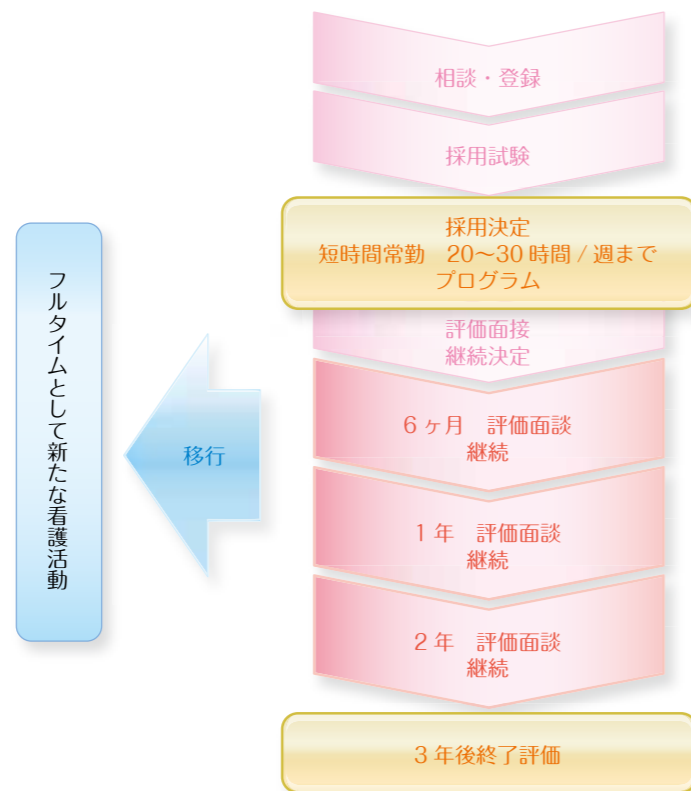 相談・登録
採用試験
採用決定
短時間常勤　20〜30 時間 / 週まで
プログラム
評価面接
継続決定
6 ヶ月　評価面談
継続
1 年　評価面談
継続
2 年　評価面談
継続
3 年後終了評価
移行
フルタイムとして新たな看護活動